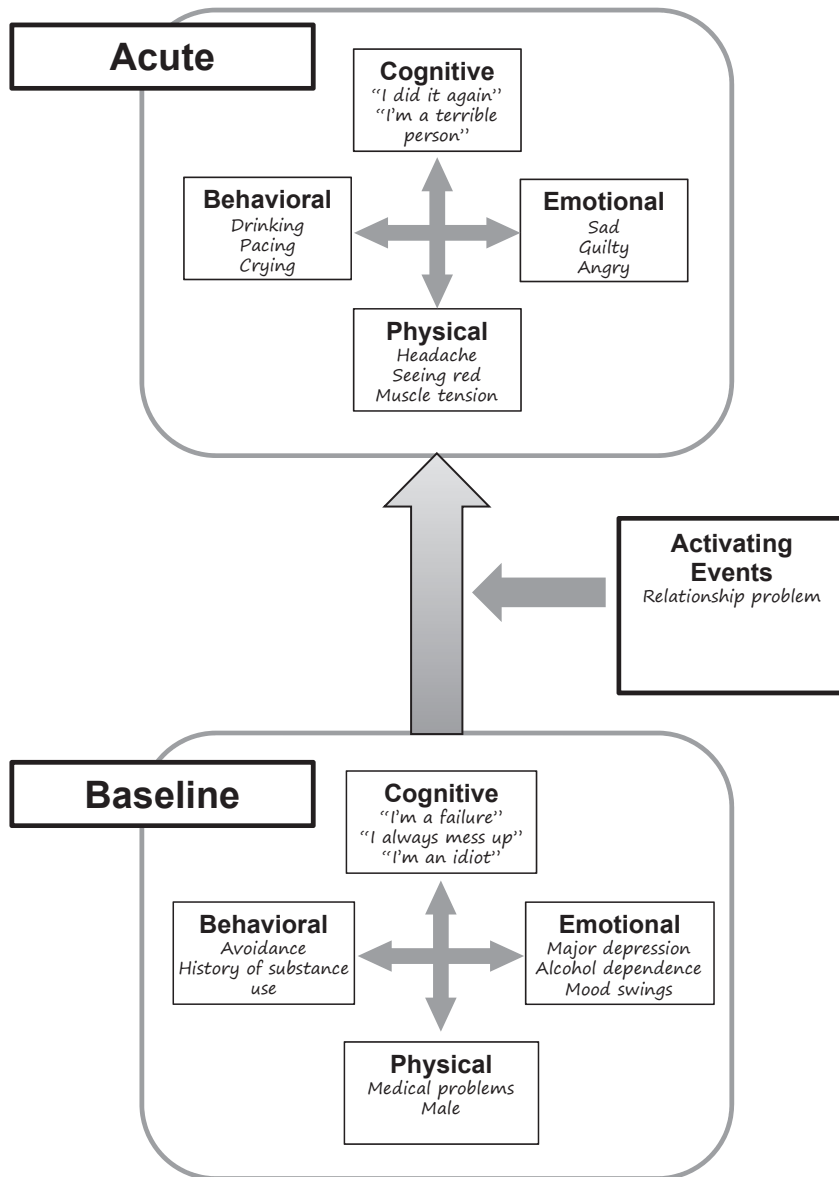 Acute
Cognitive
“I did it again”
“I'm a terrible
person”
Behavioral
Drinking
Pacing
Crying
Emotional
Sad
Guilty
Angry
Physical
Headache
Seeing red
Muscle tension
Activating
Events
Relationship problem
Baseline
Cognitive
“I'm a failure”
“I always mess up”
“I'm an idiot”
Behavioral
Avoidance
History of substance
use
Emotional
Major depression
Alcohol dependence
Mood swings
Physical
Medical problems
Male